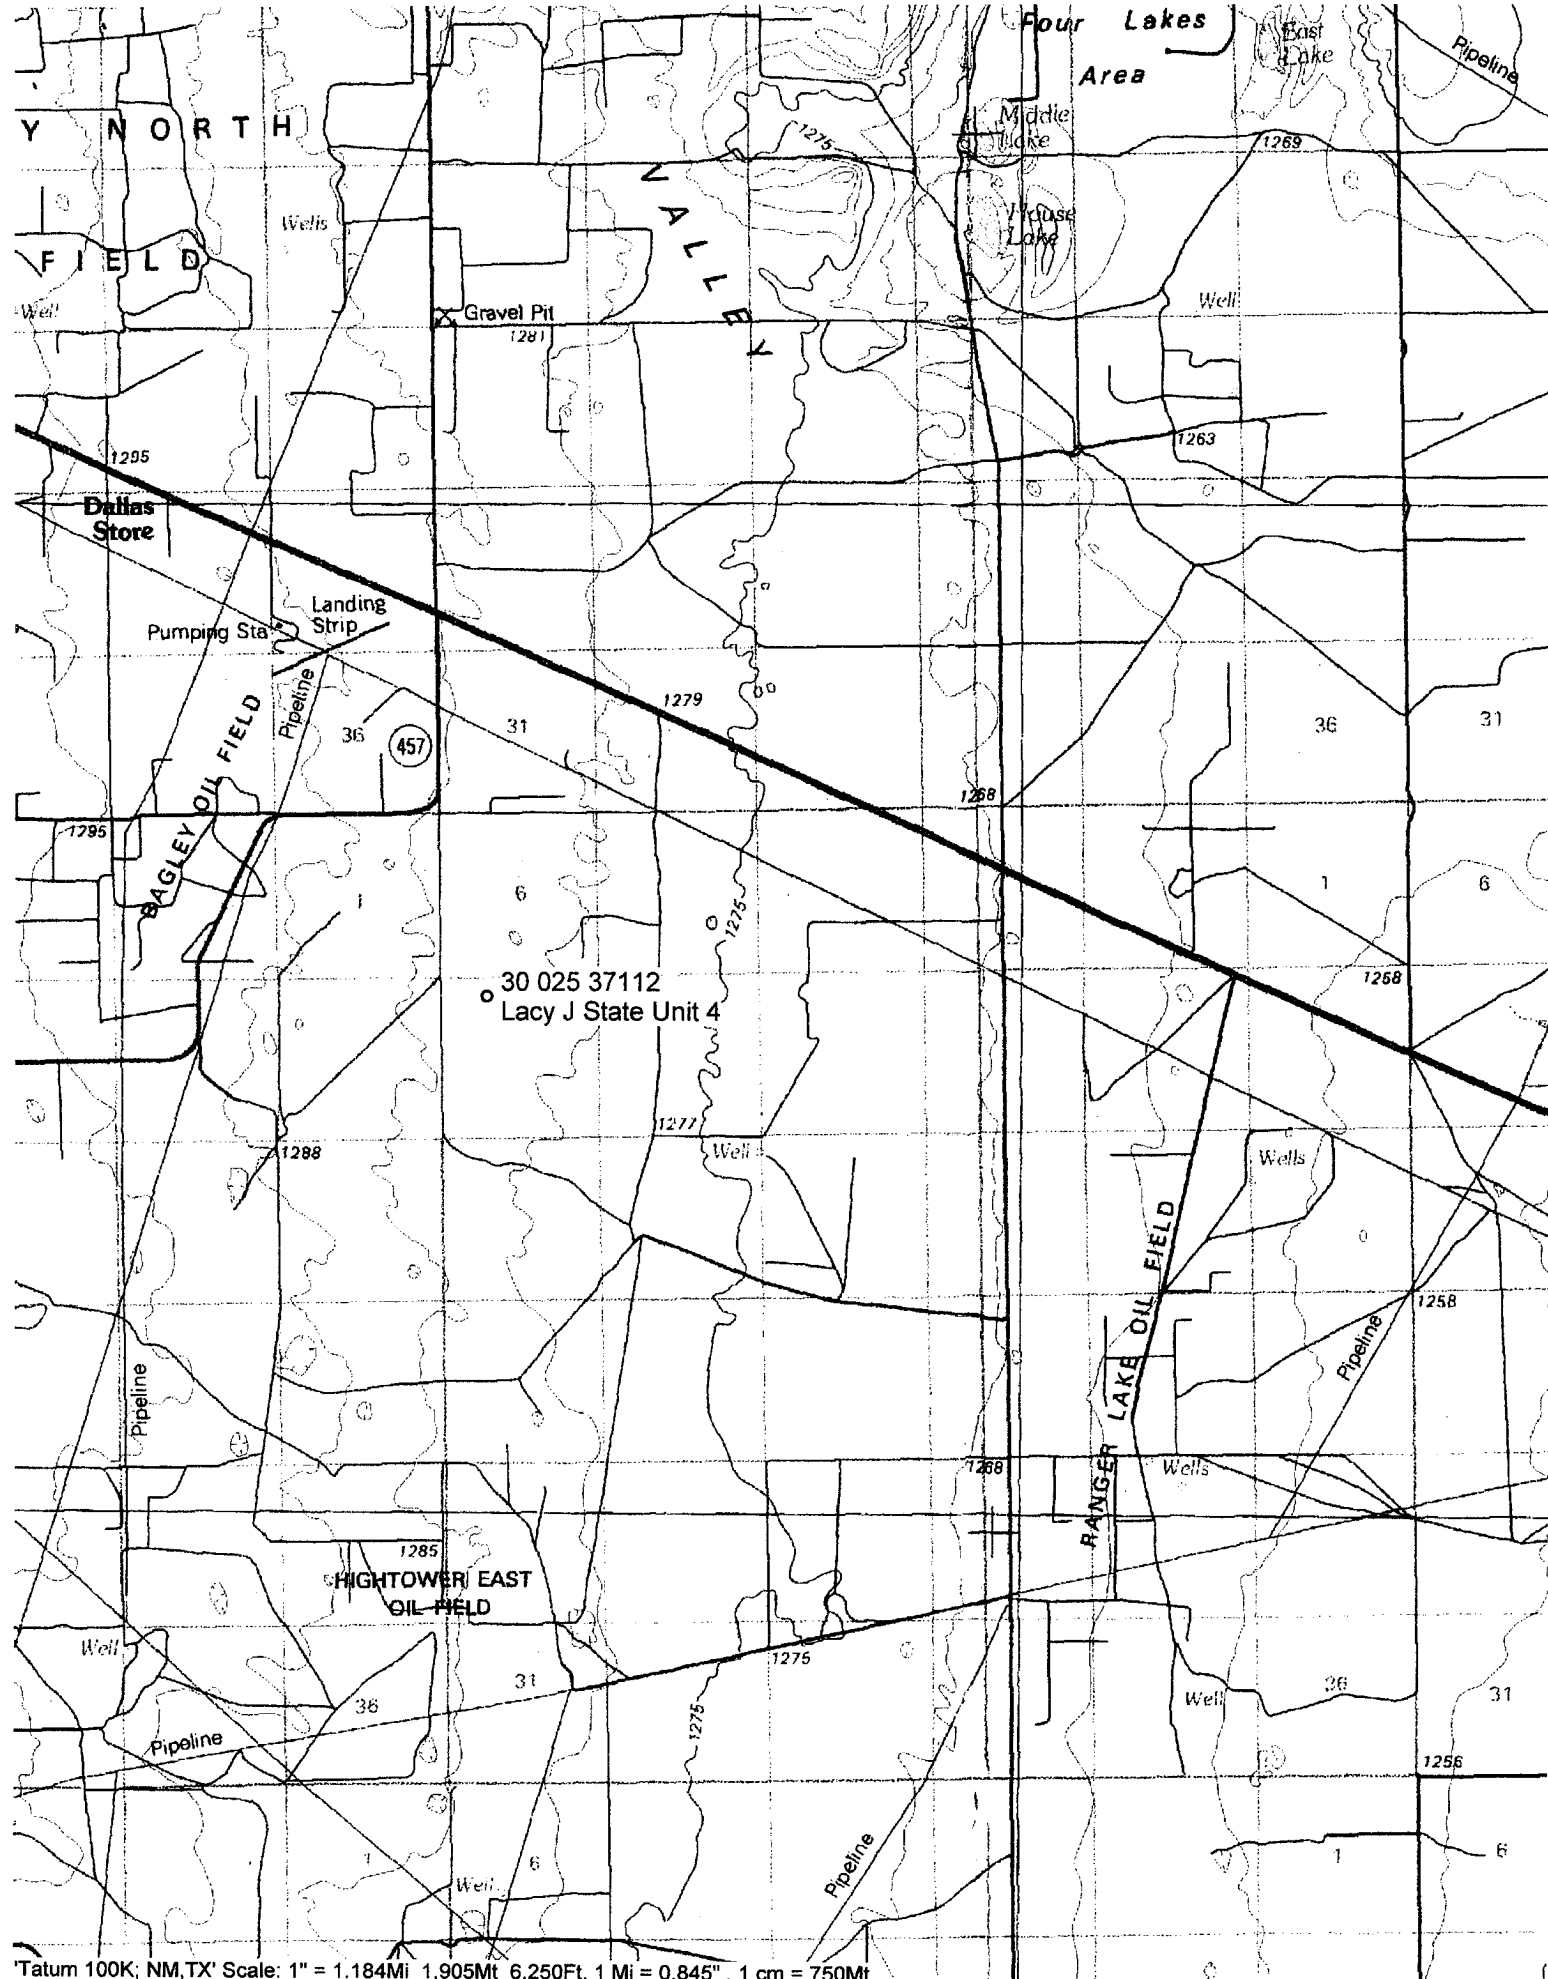 Four Lakes
East
Lake
Pipeline
Area
Middle
Lake
Y NORTH
1275
1269
VALLEY
Wells
Mouse
Lake
FIELD
Well
Well
Gravel Pit
1281
1263
1295
Dallas
Store
Landing
Strip
Pumping Sta
Pipeline
1279
36
31
36
31
457
BAGLEY OIL FIELD
1268
1295
1
6
1
6
1275
30 025 37112
Lacy J State Unit 4
1258
1277
Well
1288
Wells
RANGER LAKE OIL FIELD
1258
Pipeline
Pipeline
1268
Wells
1285
HIGHTOWER EAST
OIL FIELD
Well
1275
31
36
36
31
Well
1275
Pipeline
1256
1
6
1
6
Pipeline
Well
'Tatum 100K; NM,TX' Scale: 1" = 1.184Mi 1,905Mt 6,250Ft, 1 Mi = 0.845" , 1 cm = 750Mt